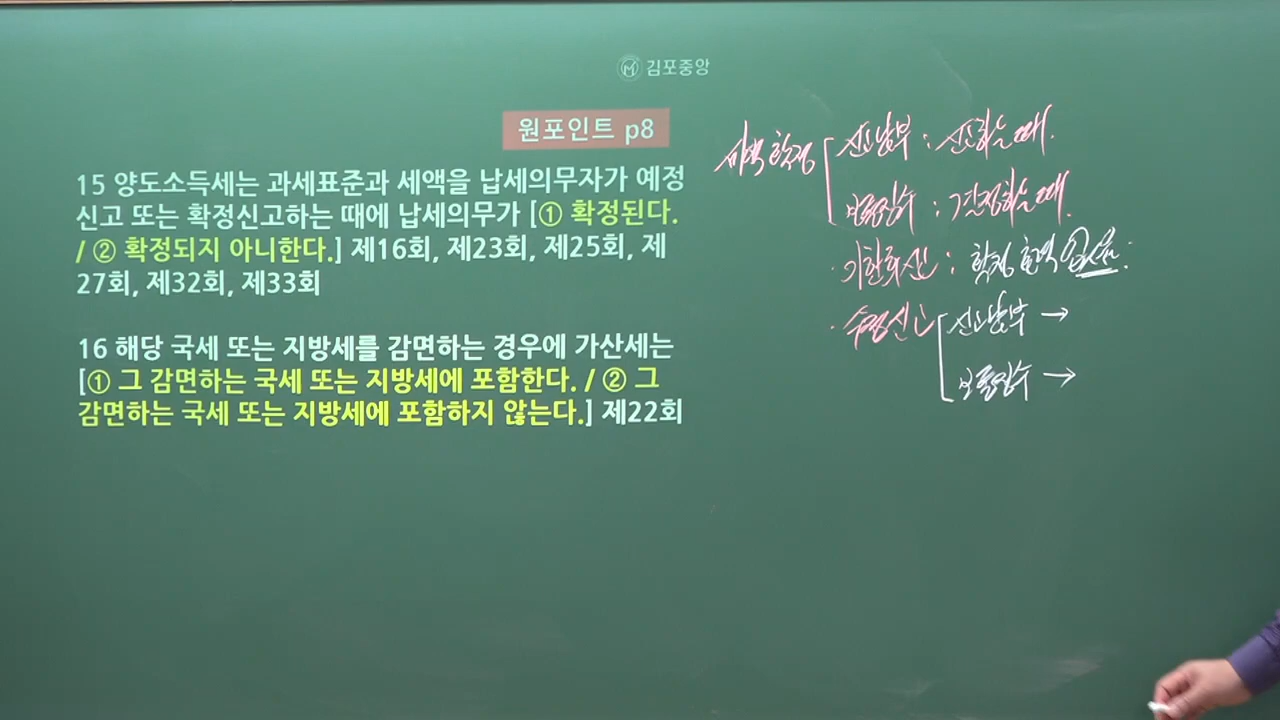 김포중앙
원포인트 p8
15 양도소득세는 과세표준과 세액을 납세의무자가 예정
신고 또는 확정신고하는 때에 납세의무가 [① 확정된다.
/ ② 확정되지 아니한다.] 제16회, 제23회, 제25회, 제
27회, 제32회, 제33회
16 해당 국세 또는 지방세를 감면하는 경우에 가산세는
[① 그 감면하는 국세 또는 지방세에 포함한다. / ② 그
감면하는 국세 또는 지방세에 포함하지 않는다.] 제22회
확정
신고납부 : 신고하는 때.
보통징수 : 결정하는 때.
· 기한후신고 : 확정 효력 없음.
· 수정신고
신고납부 →
보통징수 →